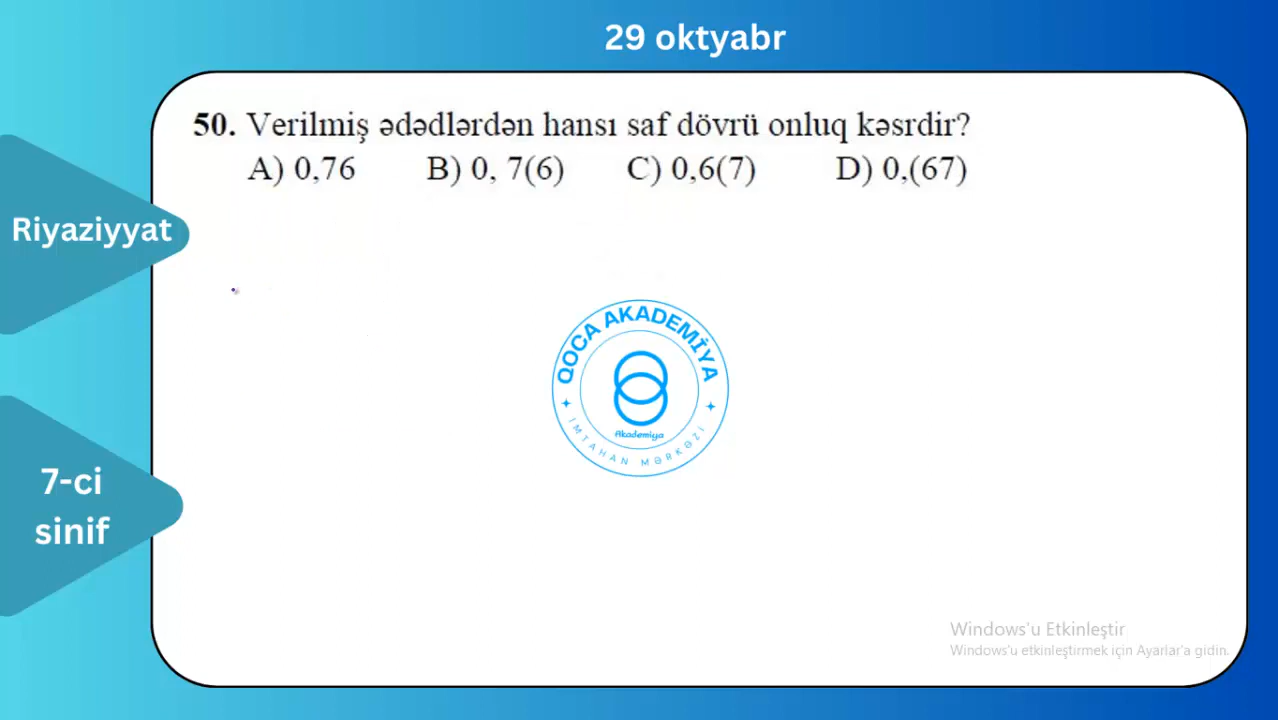 29 oktyabr
50. Verilmiş ədədlərdən hansı saf dövrü onluq kəsrdir?
A) 0,76 B) 0, 7(6) C) 0,6(7) D) 0,(67)
Riyaziyyat
QOCA AKADEMİYA
Akademiya
İMTAHAN MƏRKƏZİ
7-ci
sinif
Windows'u Etkinleştir
Windows'u etkinleştirmek için Ayarlar'a gidin.